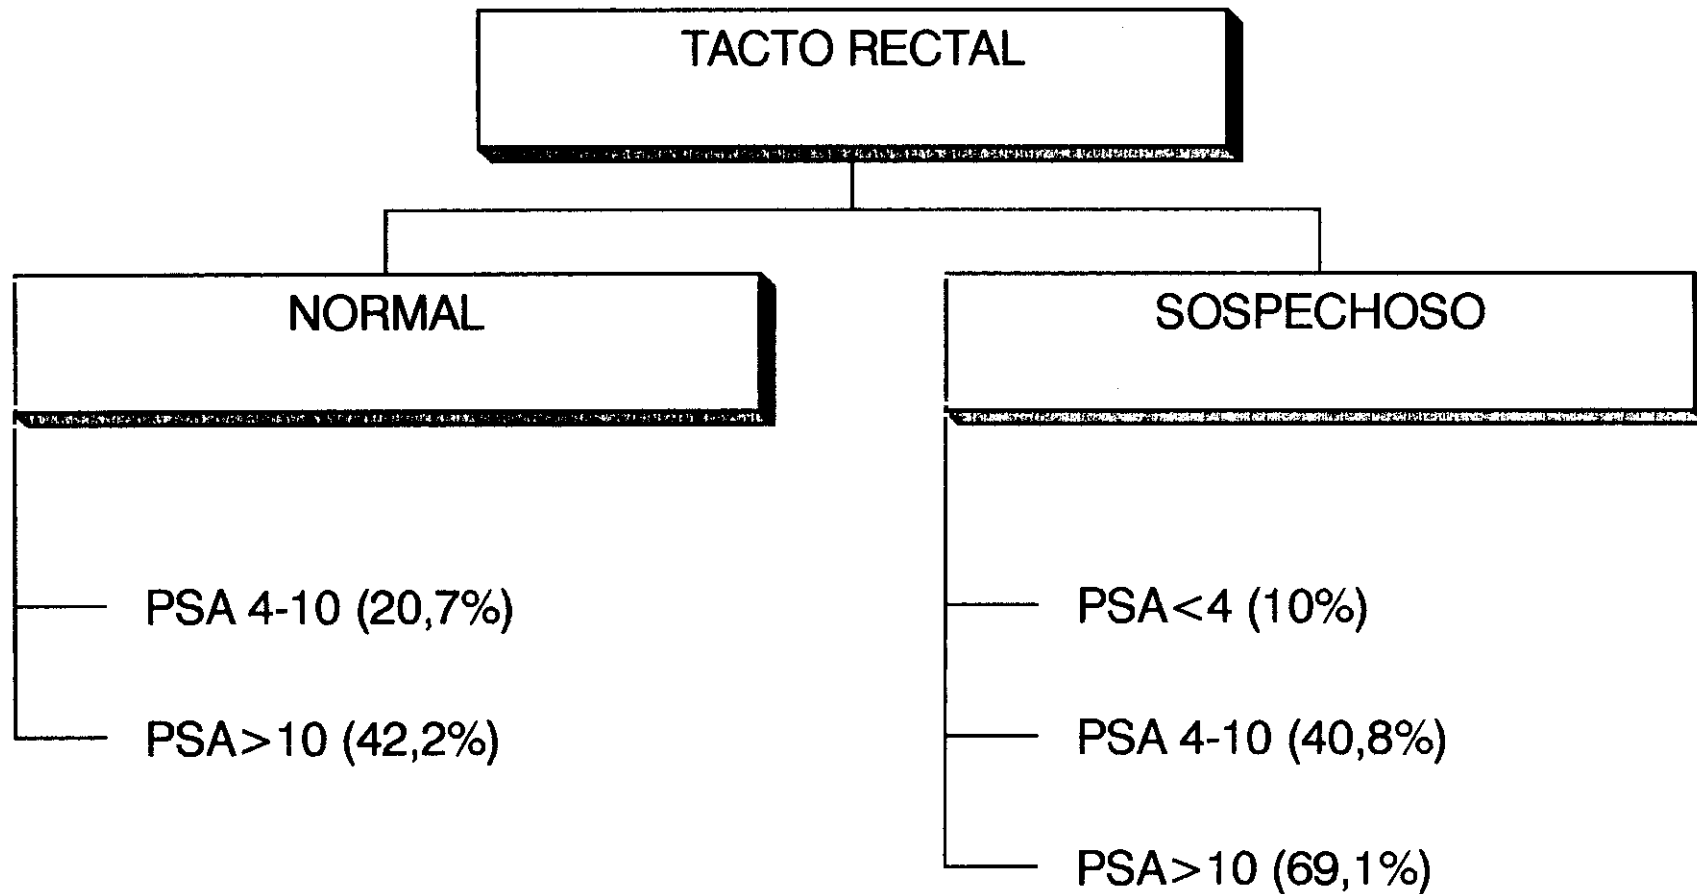 TACTO RECTAL
NORMAL
PSA 4-10 (20,7%)
PSA>10 (42,2%)
SOSPECHOSO
PSA<4 (10%)
PSA 4-10 (40,8%)
PSA>10 (69,1%)